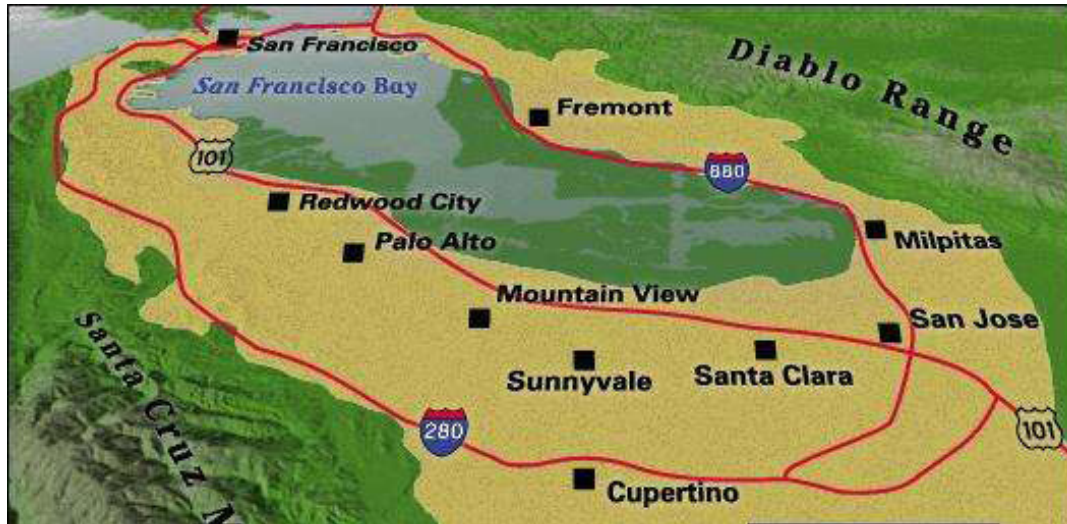 San Francisco
San Francisco Bay
Diablo Range
Fremont
101
880
Redwood City
Palo Alto
Milpitas
Mountain View
San Jose
Sunnyvale
Santa Clara
Santa Cruz M
280
101
Cupertino